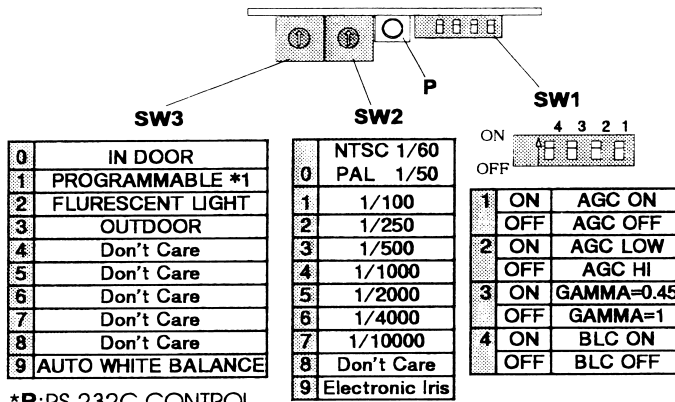 P
SW3
SW2
SW1
ON
OFF
4 3 2 1
0 IN DOOR
1 PROGRAMMABLE *1
2 FLURESCENT LIGHT
3 OUTDOOR
4 Don't Care
5 Don't Care
6 Don't Care
7 Don't Care
8 Don't Care
9 AUTO WHITE BALANCE
NTSC 1/60
0 PAL 1/50
1 1/100
2 1/250
3 1/500
4 1/1000
5 1/2000
6 1/4000
7 1/10000
8 Don't Care
9 Electronic Iris
1 ON AGC ON
OFF AGC OFF
2 ON AGC LOW
OFF AGC HI
3 ON GAMMA=0.45
OFF GAMMA=1
4 ON BLC ON
OFF BLC OFF
*P:RS-232C CONTROL